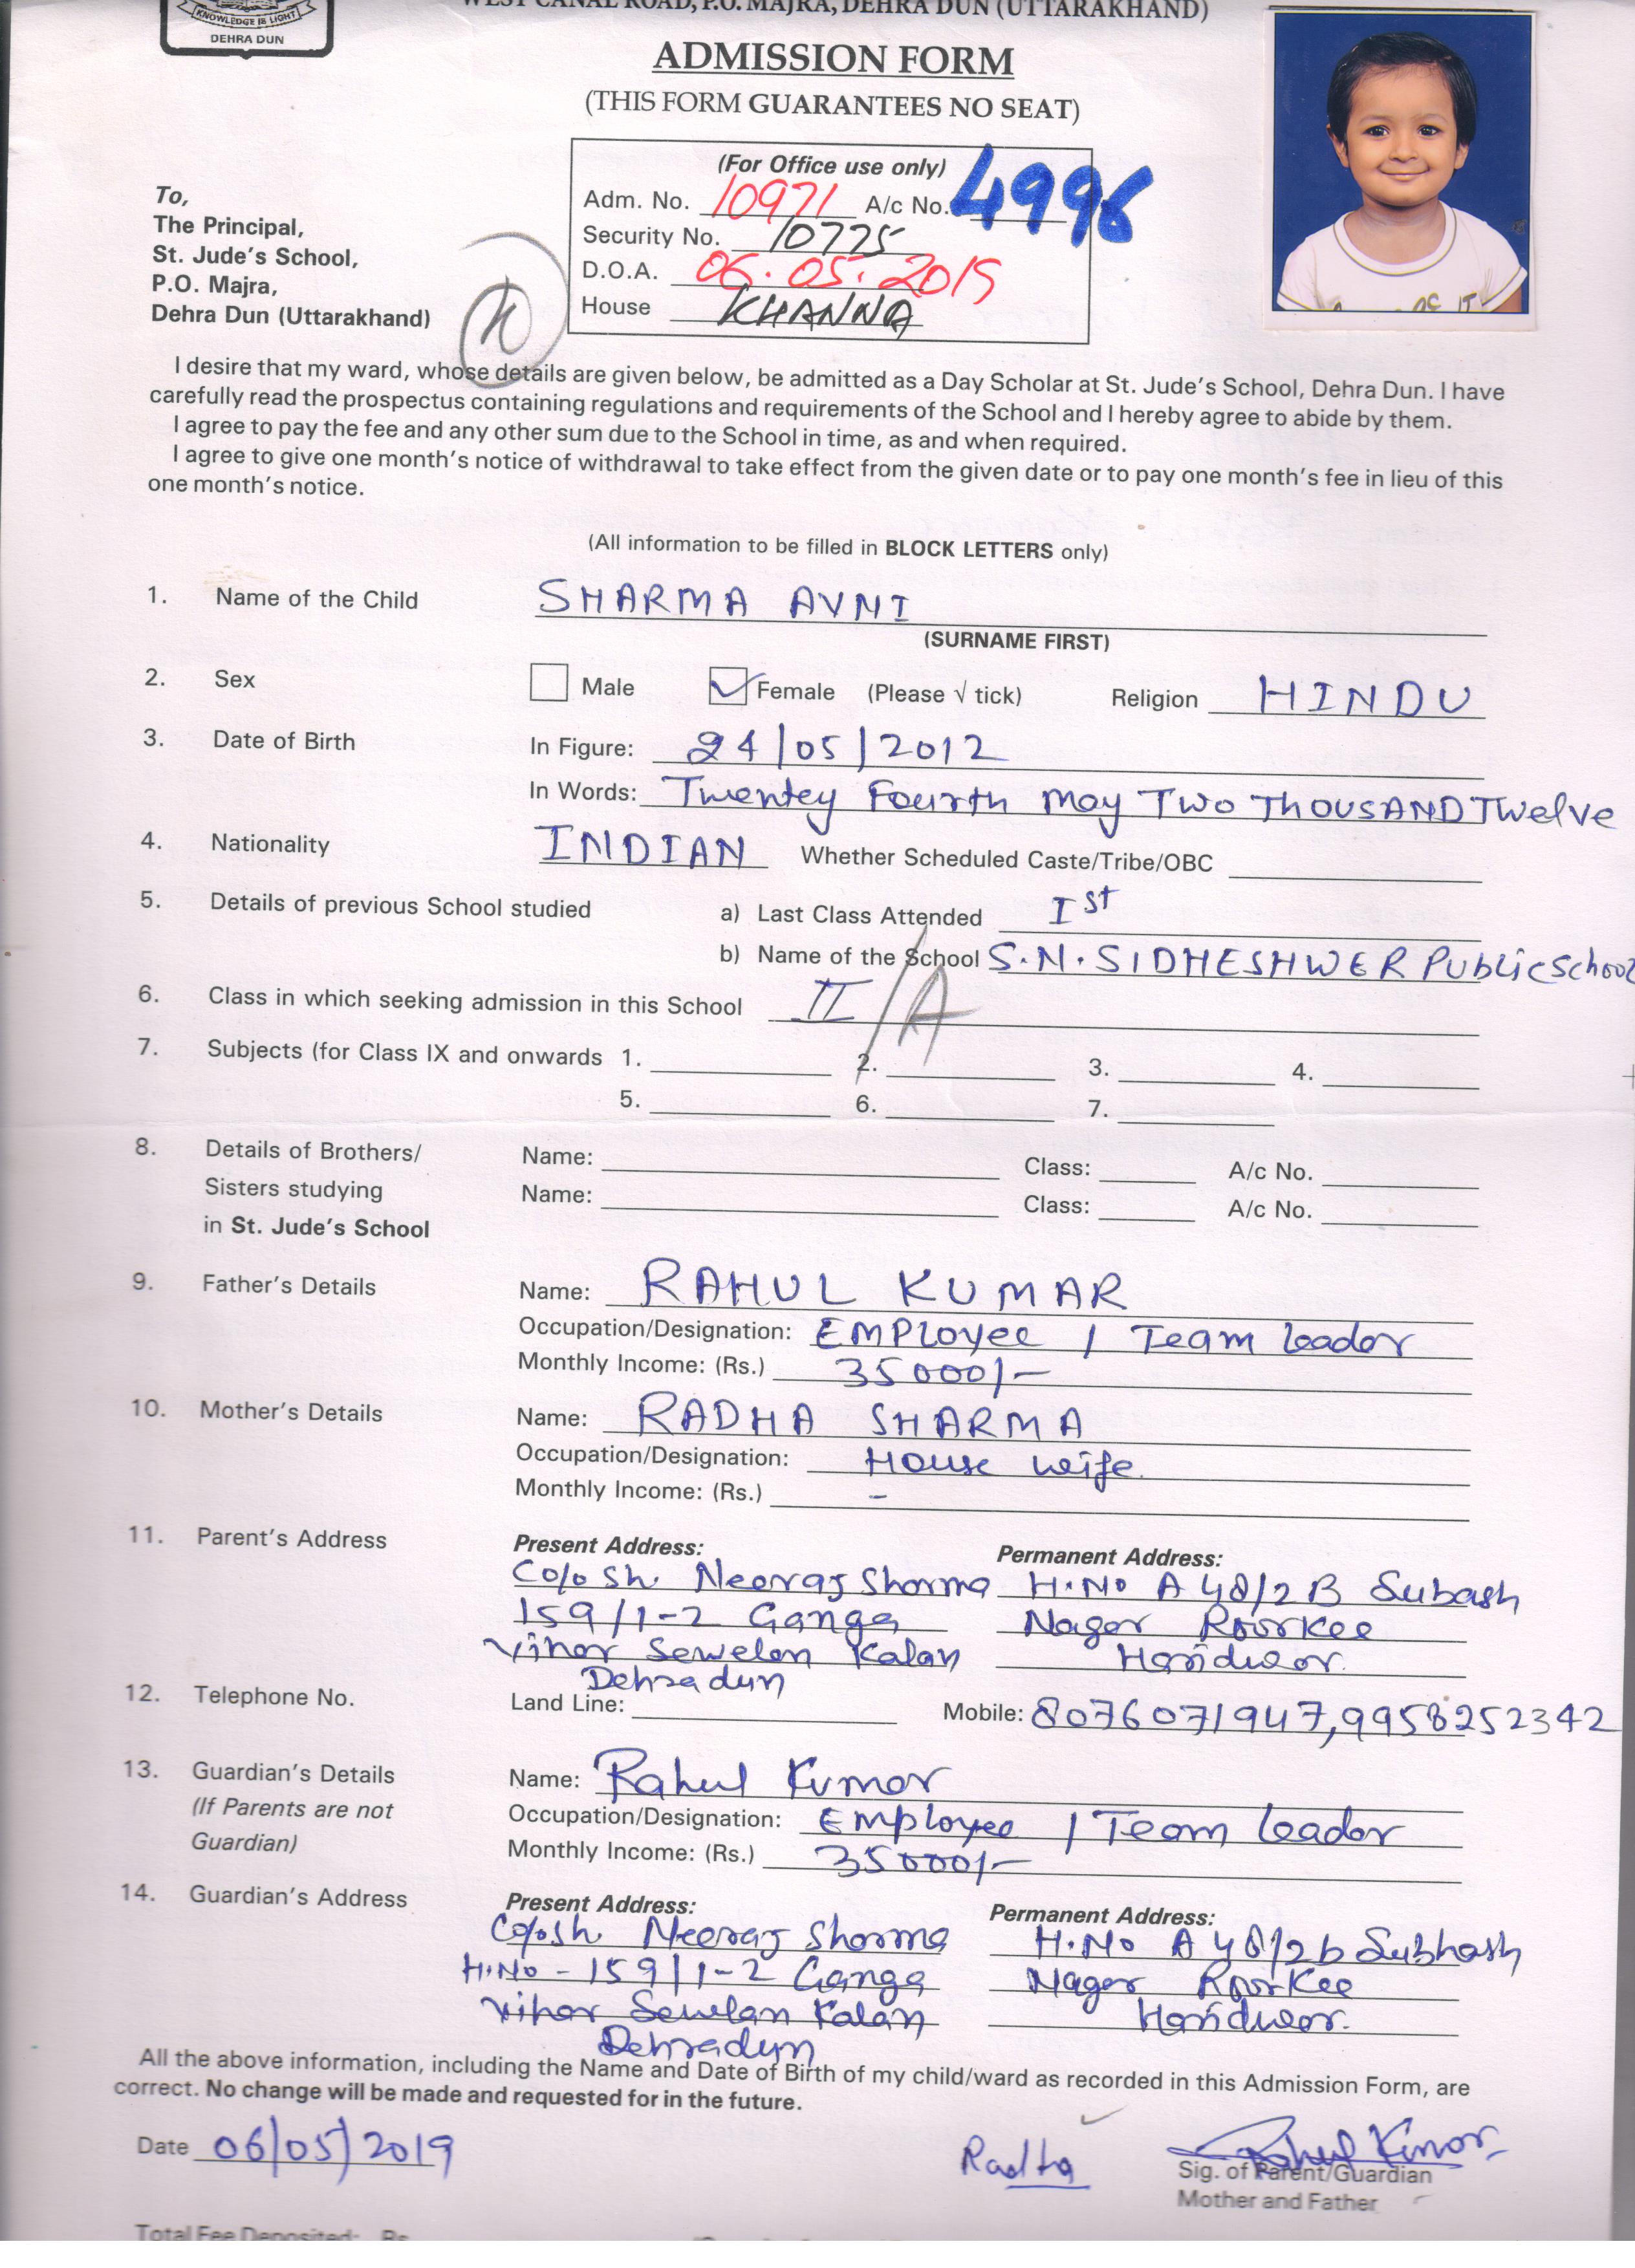 KNOWLEDGE IS LIGHT
DEHRA DUN
WEST CANAL ROAD, P.O. MAJRA, DEHRA DUN (UTTARAKHAND)
ADMISSION FORM
(THIS FORM GUARANTEES NO SEAT)
(For Office use only)
Adm. No. 10971 A/c No. 4996
Security No. 10775
D.O.A. 06.05.2019
House KHANNA
To,
The Principal,
St. Jude's School,
P.O. Majra,
Dehra Dun (Uttarakhand)
I desire that my ward, whose details are given below, be admitted as a Day Scholar at St. Jude's School, Dehra Dun. I have
carefully read the prospectus containing regulations and requirements of the School and I hereby agree to abide by them.
I agree to pay the fee and any other sum due to the School in time, as and when required.
I agree to give one month's notice of withdrawal to take effect from the given date or to pay one month's fee in lieu of this
one month's notice.
(All information to be filled in BLOCK LETTERS only)
1. Name of the Child SHARMA AVNI
(SURNAME FIRST)
2. Sex Male Female (Please √ tick) Religion HINDU
3. Date of Birth In Figure: 24/05/2012
In Words: Twentey Fourth May Two THOUSAND Twelve
4. Nationality INDIAN Whether Scheduled Caste/Tribe/OBC
5. Details of previous School studied a) Last Class Attended Ist
b) Name of the School S.N. SIDHESHWER Public School
6. Class in which seeking admission in this School II/A
7. Subjects (for Class IX and onwards 1. 2. 3. 4.
5. 6. 7.
8. Details of Brothers/ Name: Class: A/c No.
Sisters studying Name: Class: A/c No.
in St. Jude's School
9. Father's Details Name: RAHUL KUMAR
Occupation/Designation: EMPloyee / Team leader
Monthly Income: (Rs.) 35000/-
10. Mother's Details Name: RADHA SHARMA
Occupation/Designation: House wife
Monthly Income: (Rs.) -
11. Parent's Address Present Address: Permanent Address:
C/o Sh. Neeraj Sharma H.No A 48/2 B Subash
159/1-2 Ganga Nagar Roorkee
Vihar Sewelan Kalan Haridwar.
Dehradun
12. Telephone No. Land Line: Mobile: 8076071947, 9958252342
13. Guardian's Details Name: Rahul Kumar
(If Parents are not Occupation/Designation: Employee / Team leader
Guardian) Monthly Income: (Rs.) 35000/-
14. Guardian's Address Present Address: Permanent Address:
C/o Sh. Neeraj Sharma H.No A 48/2b Subhash
H.No - 159/1-2 Ganga Nagar Roorkee
Vihar Sewelan Kalan Haridwar.
Dehradun
All the above information, including the Name and Date of Birth of my child/ward as recorded in this Admission Form, are
correct. No change will be made and requested for in the future.
Date 06/05/2019 Radha Rahul Kumar
Sig. of Parent/Guardian
Mother and Father
Total Fee Deposited: Rs